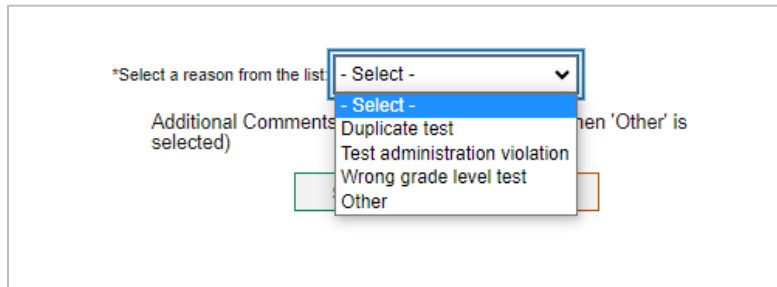 *Select a reason from the list: - Select -
- Select -
Additional Comments hen 'Other' is
selected)
Duplicate test
Test administration violation
Wrong grade level test
Other